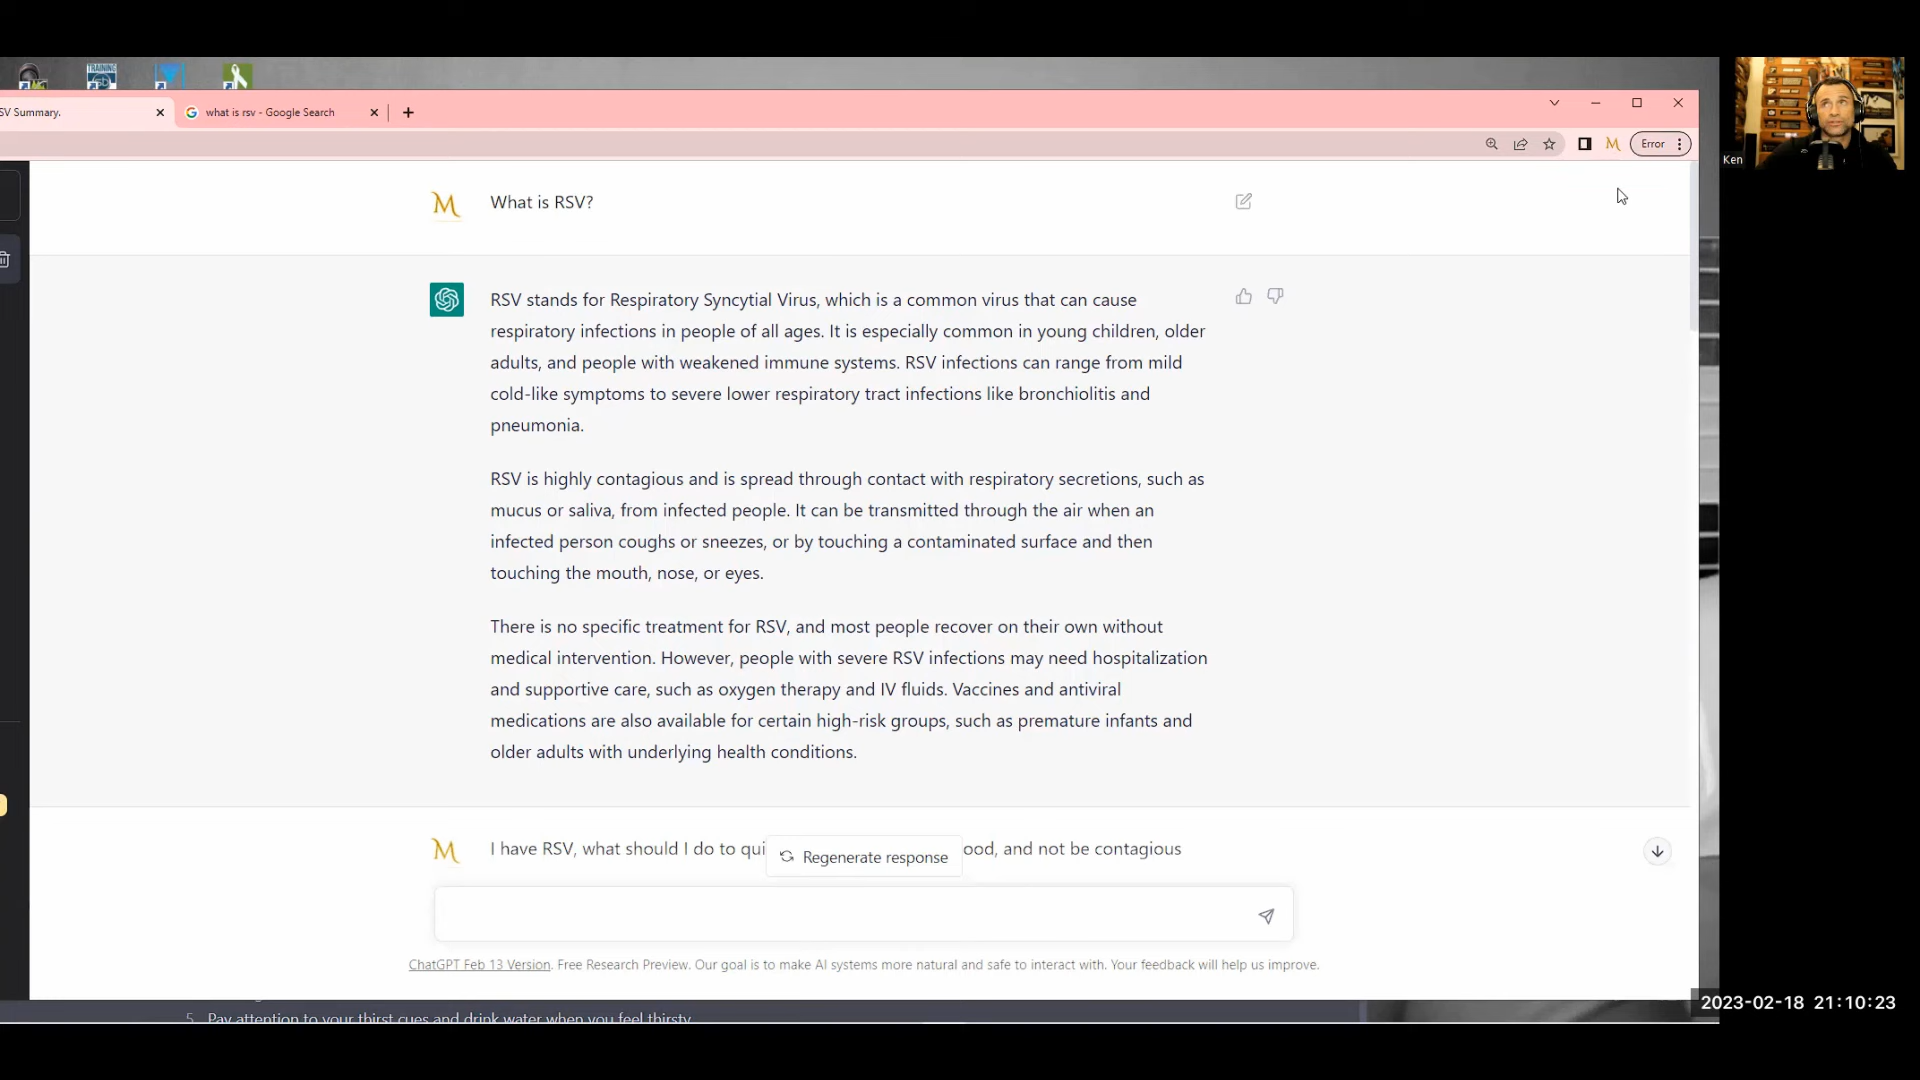 TRAINING
SV Summary.
what is rsv - Google Search
Error
Ken
What is RSV?
RSV stands for Respiratory Syncytial Virus, which is a common virus that can cause
respiratory infections in people of all ages. It is especially common in young children, older
adults, and people with weakened immune systems. RSV infections can range from mild
cold-like symptoms to severe lower respiratory tract infections like bronchiolitis and
pneumonia.
RSV is highly contagious and is spread through contact with respiratory secretions, such as
mucus or saliva, from infected people. It can be transmitted through the air when an
infected person coughs or sneezes, or by touching a contaminated surface and then
touching the mouth, nose, or eyes.
There is no specific treatment for RSV, and most people recover on their own without
medical intervention. However, people with severe RSV infections may need hospitalization
and supportive care, such as oxygen therapy and IV fluids. Vaccines and antiviral
medications are also available for certain high-risk groups, such as premature infants and
older adults with underlying health conditions.
I have RSV, what should I do to qui ood, and not be contagious
Regenerate response
ChatGPT Feb 13 Version. Free Research Preview. Our goal is to make AI systems more natural and safe to interact with. Your feedback will help us improve.
2023-02-18 21:10:23
5. Pay attention to your thirst cues and drink water when you feel thirsty